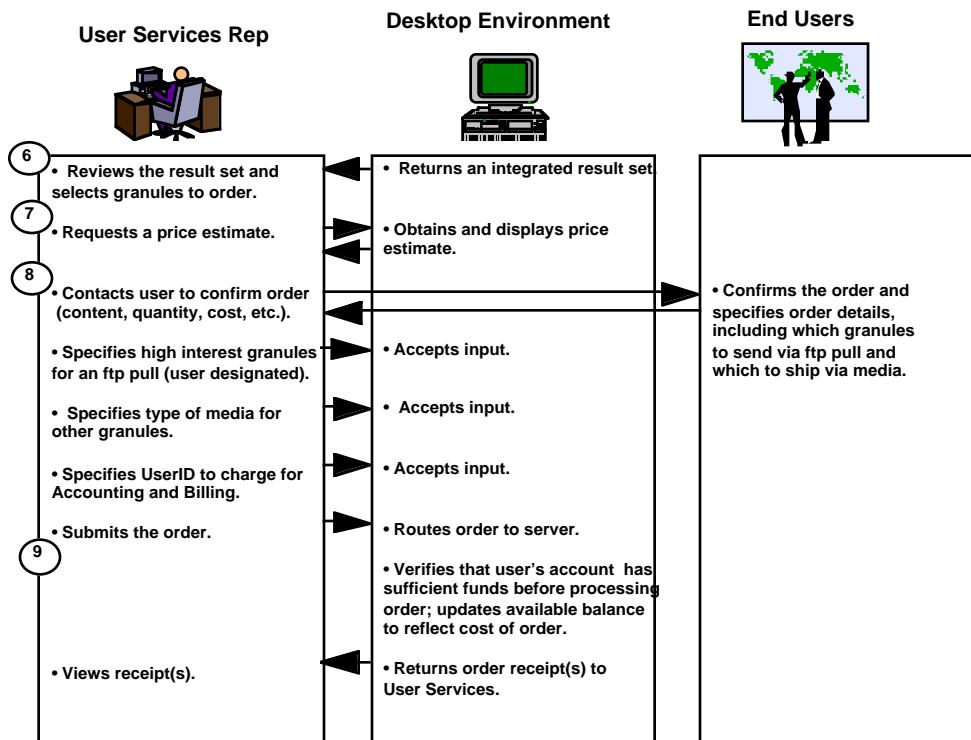 User Services Rep
Desktop Environment
End Users
6
• Reviews the result set and
selects granules to order.
• Returns an integrated result set.
7
• Requests a price estimate.
• Obtains and displays price
estimate.
8
• Contacts user to confirm order
(content, quantity, cost, etc.).
• Confirms the order and
specifies order details,
including which granules
to send via ftp pull and
which to ship via media.
• Specifies high interest granules
for an ftp pull (user designated).
• Accepts input.
• Specifies type of media for
other granules.
• Accepts input.
• Specifies UserID to charge for
Accounting and Billing.
• Accepts input.
• Submits the order.
• Routes order to server.
9
• Verifies that user's account has
sufficient funds before processing
order; updates available balance
to reflect cost of order.
• Views receipt(s).
• Returns order receipt(s) to
User Services.